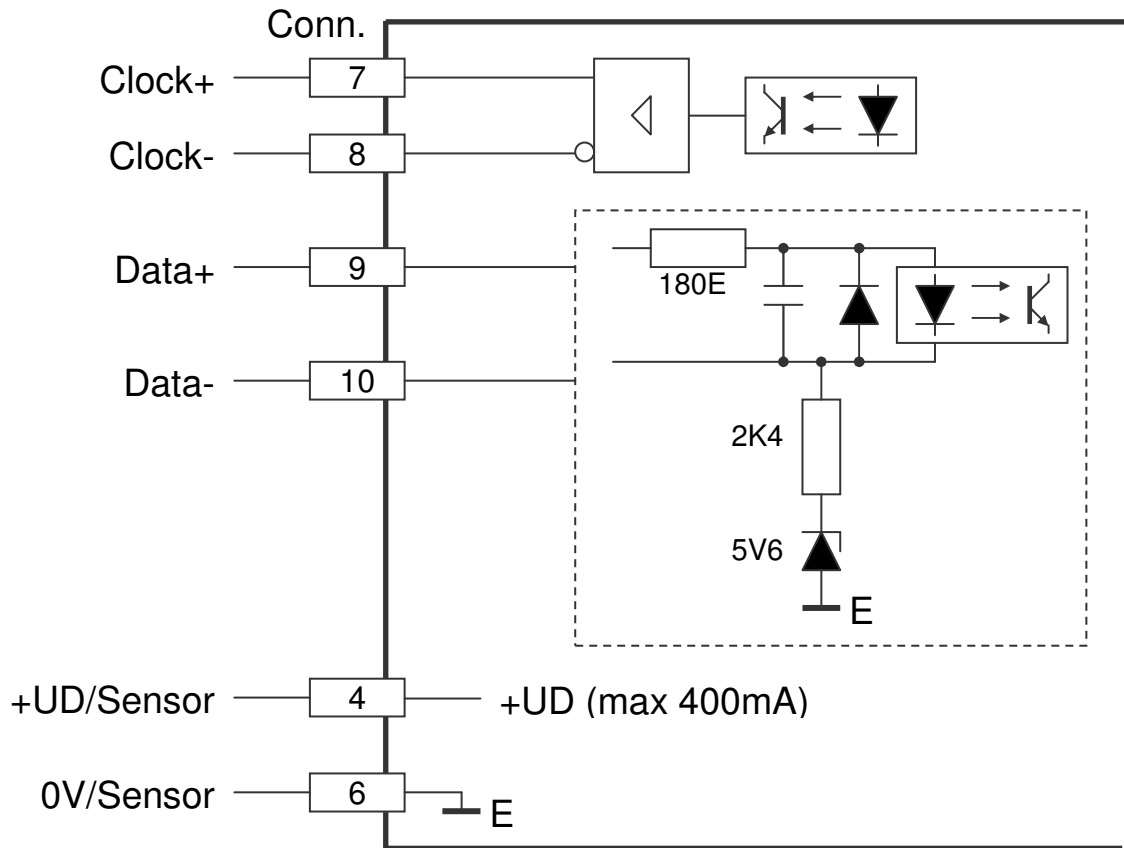 Conn.
Clock+ 7
Clock- 8
Data+ 9
180E
Data- 10
2K4
5V6
E
+UD/Sensor 4 +UD (max 400mA)
0V/Sensor 6 E